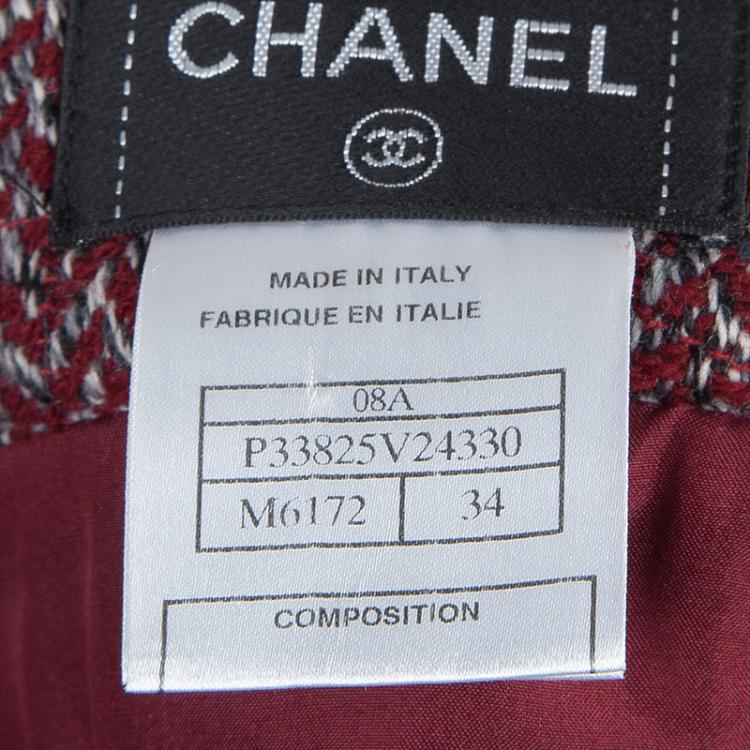 CHANEL
MADE IN ITALY
FABRIQUE EN ITALIE
08A
P33825V24330
M6172 34
COMPOSITION